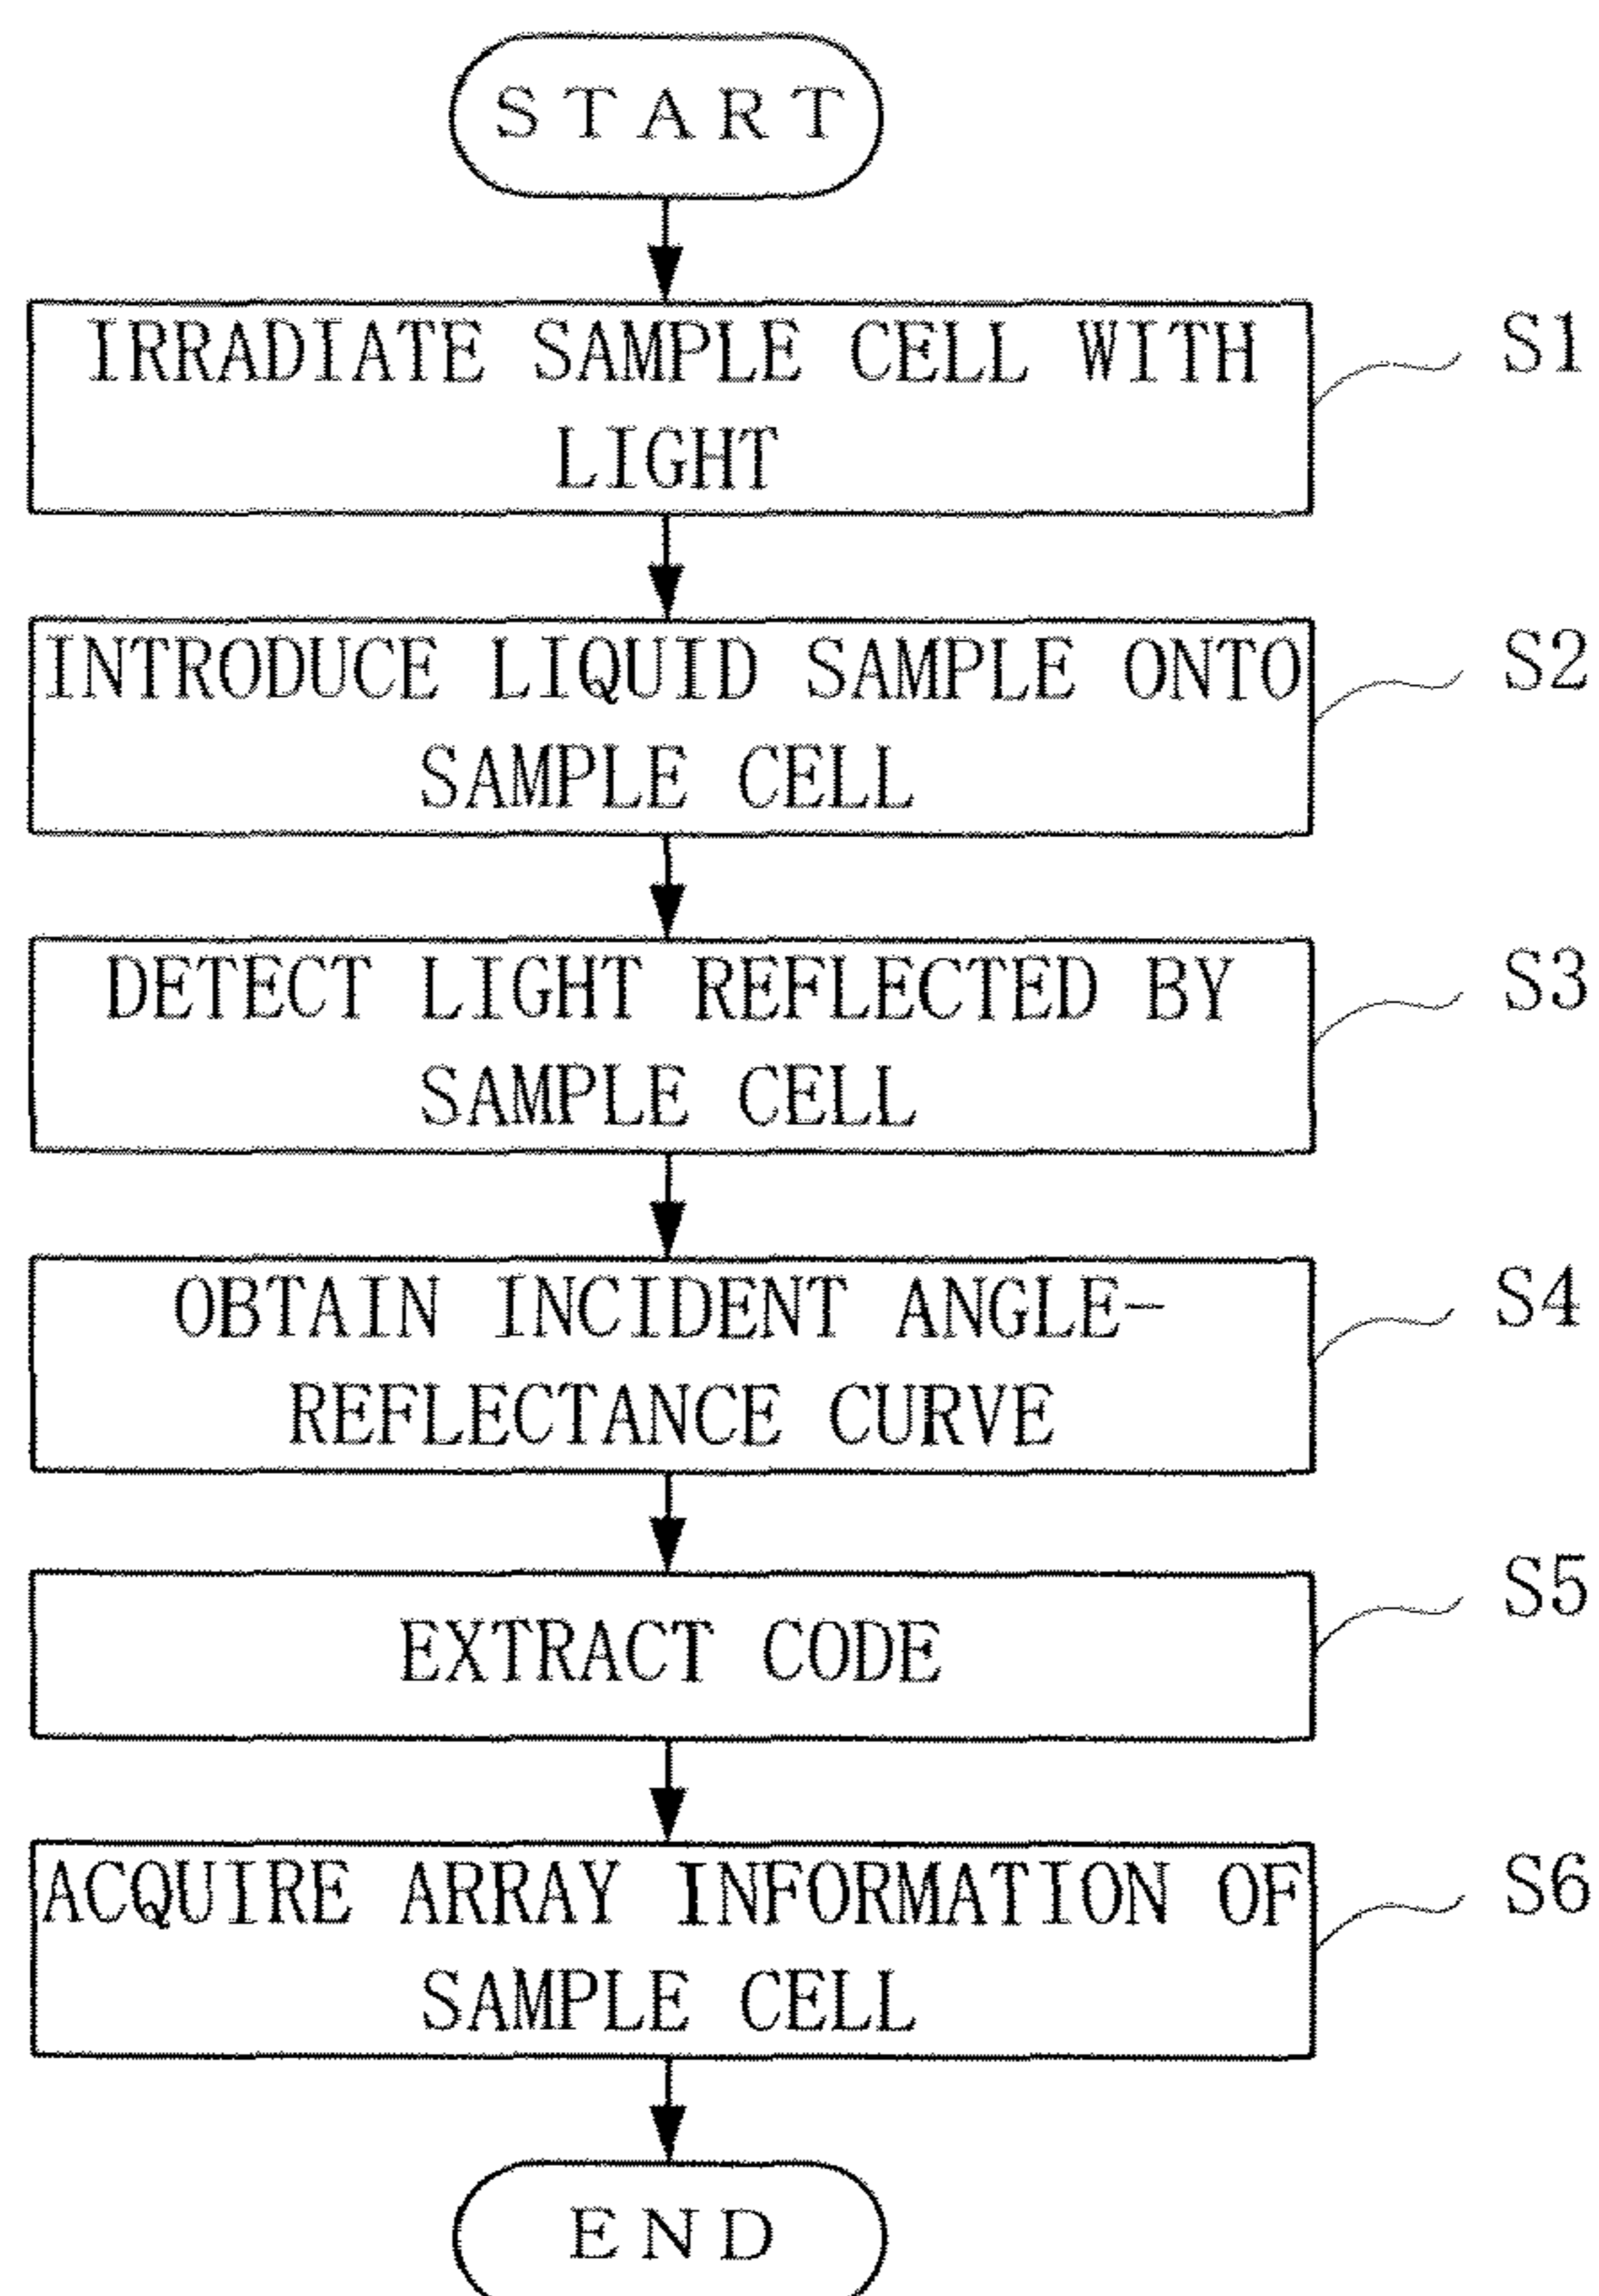 START
IRRADIATE SAMPLE CELL WITH
LIGHT
S1
INTRODUCE LIQUID SAMPLE ONTO
SAMPLE CELL
S2
DETECT LIGHT REFLECTED BY
SAMPLE CELL
S3
OBTAIN INCIDENT ANGLE-
REFLECTANCE CURVE
S4
EXTRACT CODE
S5
ACQUIRE ARRAY INFORMATION OF
SAMPLE CELL
S6
END